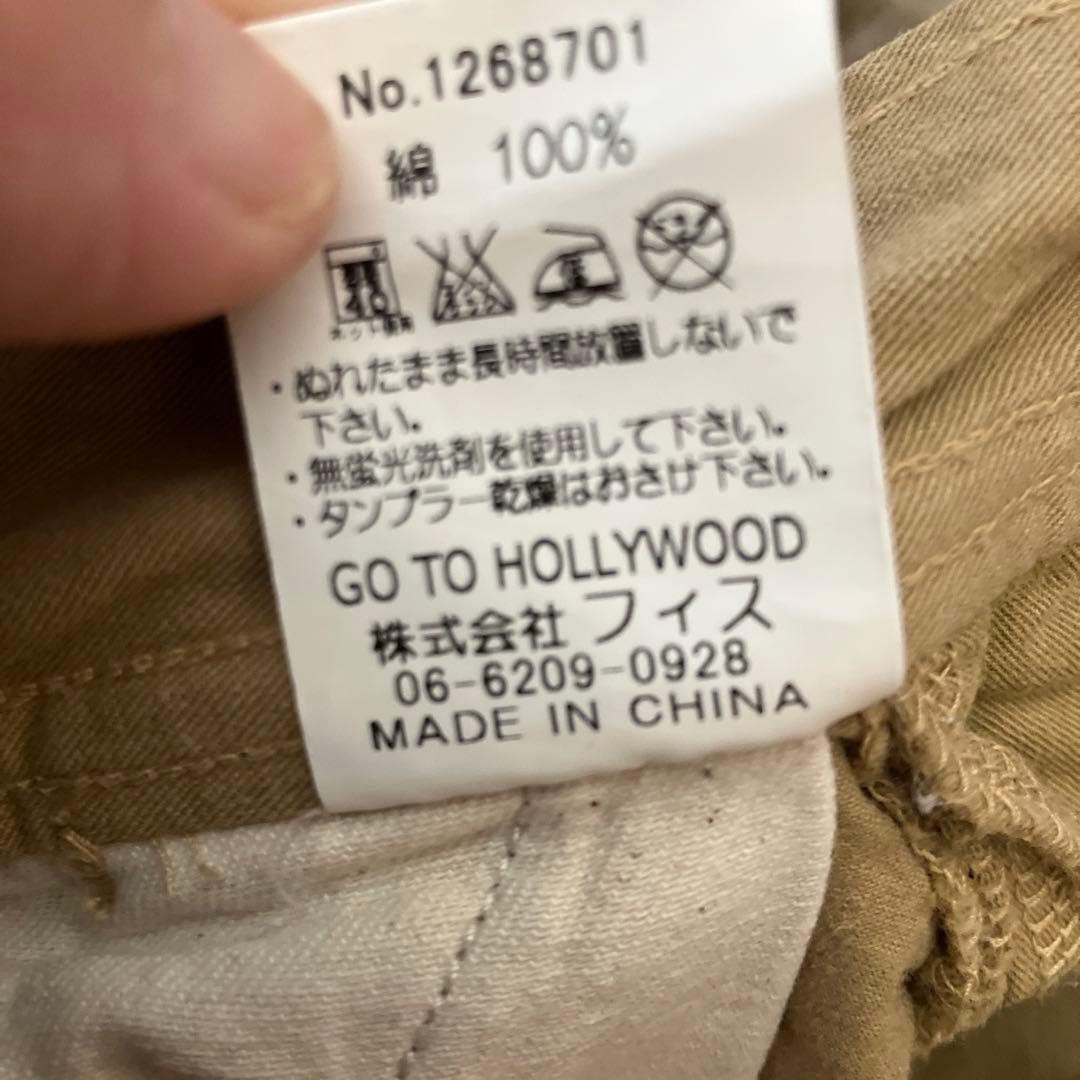 No.1268701
綿 100%
・ぬれたまま長時間放置しないで
下さい。
・無蛍光洗剤を使用して下さい。
・タンブラー乾燥はおさけ下さい。
GO TO HOLLYWOOD
株式会社 フィス
06-6209-0928
MADE IN CHINA